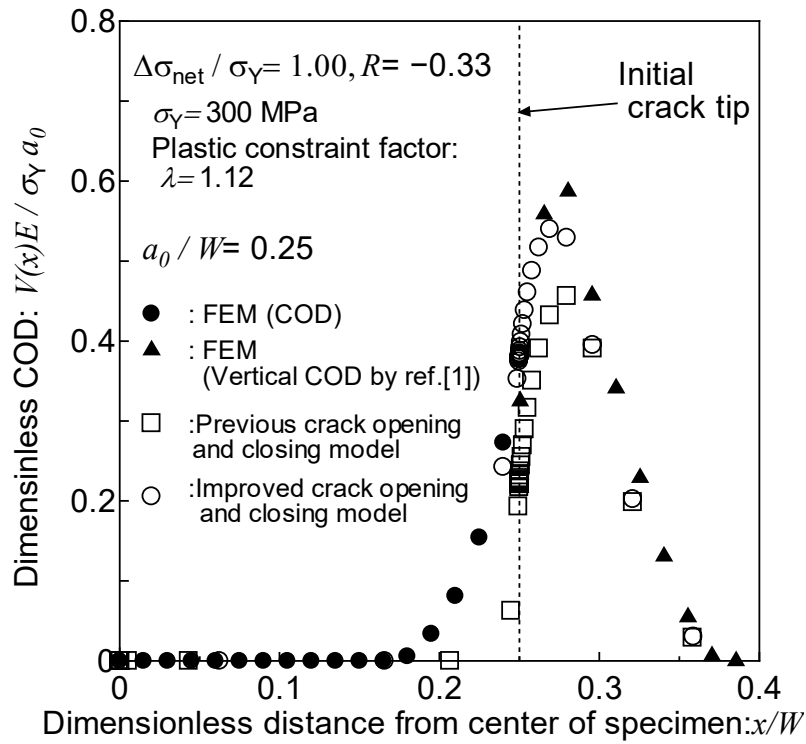 0.8
0.6
0.4
0.2
0
Dimensinless COD: V(x)E / σY a0
Δσnet / σY= 1.00, R= −0.33
σY= 300 MPa
Plastic constraint factor:
λ= 1.12
a0 / W= 0.25
: FEM (COD)
: FEM
(Vertical COD by ref.[1])
:Previous crack opening
and closing model
:Improved crack opening
and closing model
Initial
crack tip
0
0.1
0.2
0.3
0.4
Dimensionless distance from center of specimen:x/W